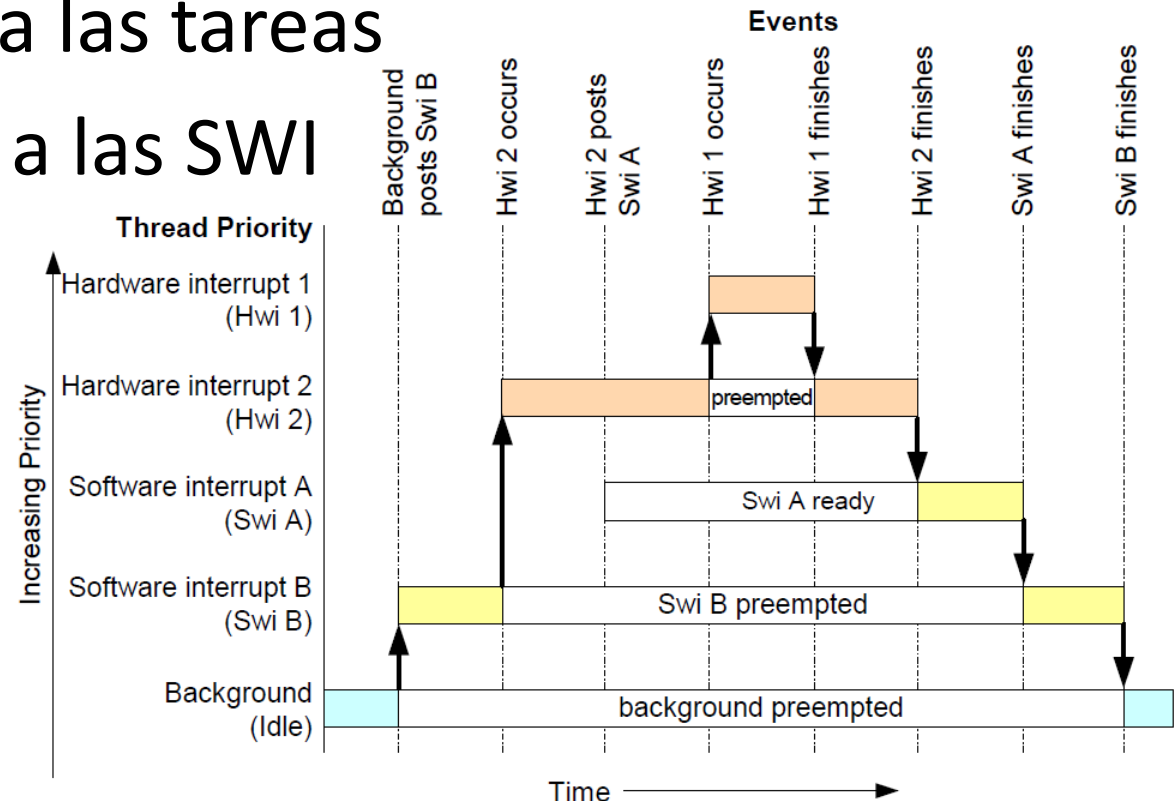 a las tareas
a las SWI
Events
Background
posts Swi B
Hwi 2 occurs
Hwi 2 posts
Swi A
Hwi 1 occurs
Hwi 1 finishes
Hwi 2 finishes
Swi A finishes
Swi B finishes
Thread Priority
Increasing Priority
Hardware interrupt 1
(Hwi 1)
Hardware interrupt 2
(Hwi 2)
preempted
Software interrupt A
(Swi A)
Swi A ready
Software interrupt B
(Swi B)
Swi B preempted
Background
(Idle)
background preempted
Time